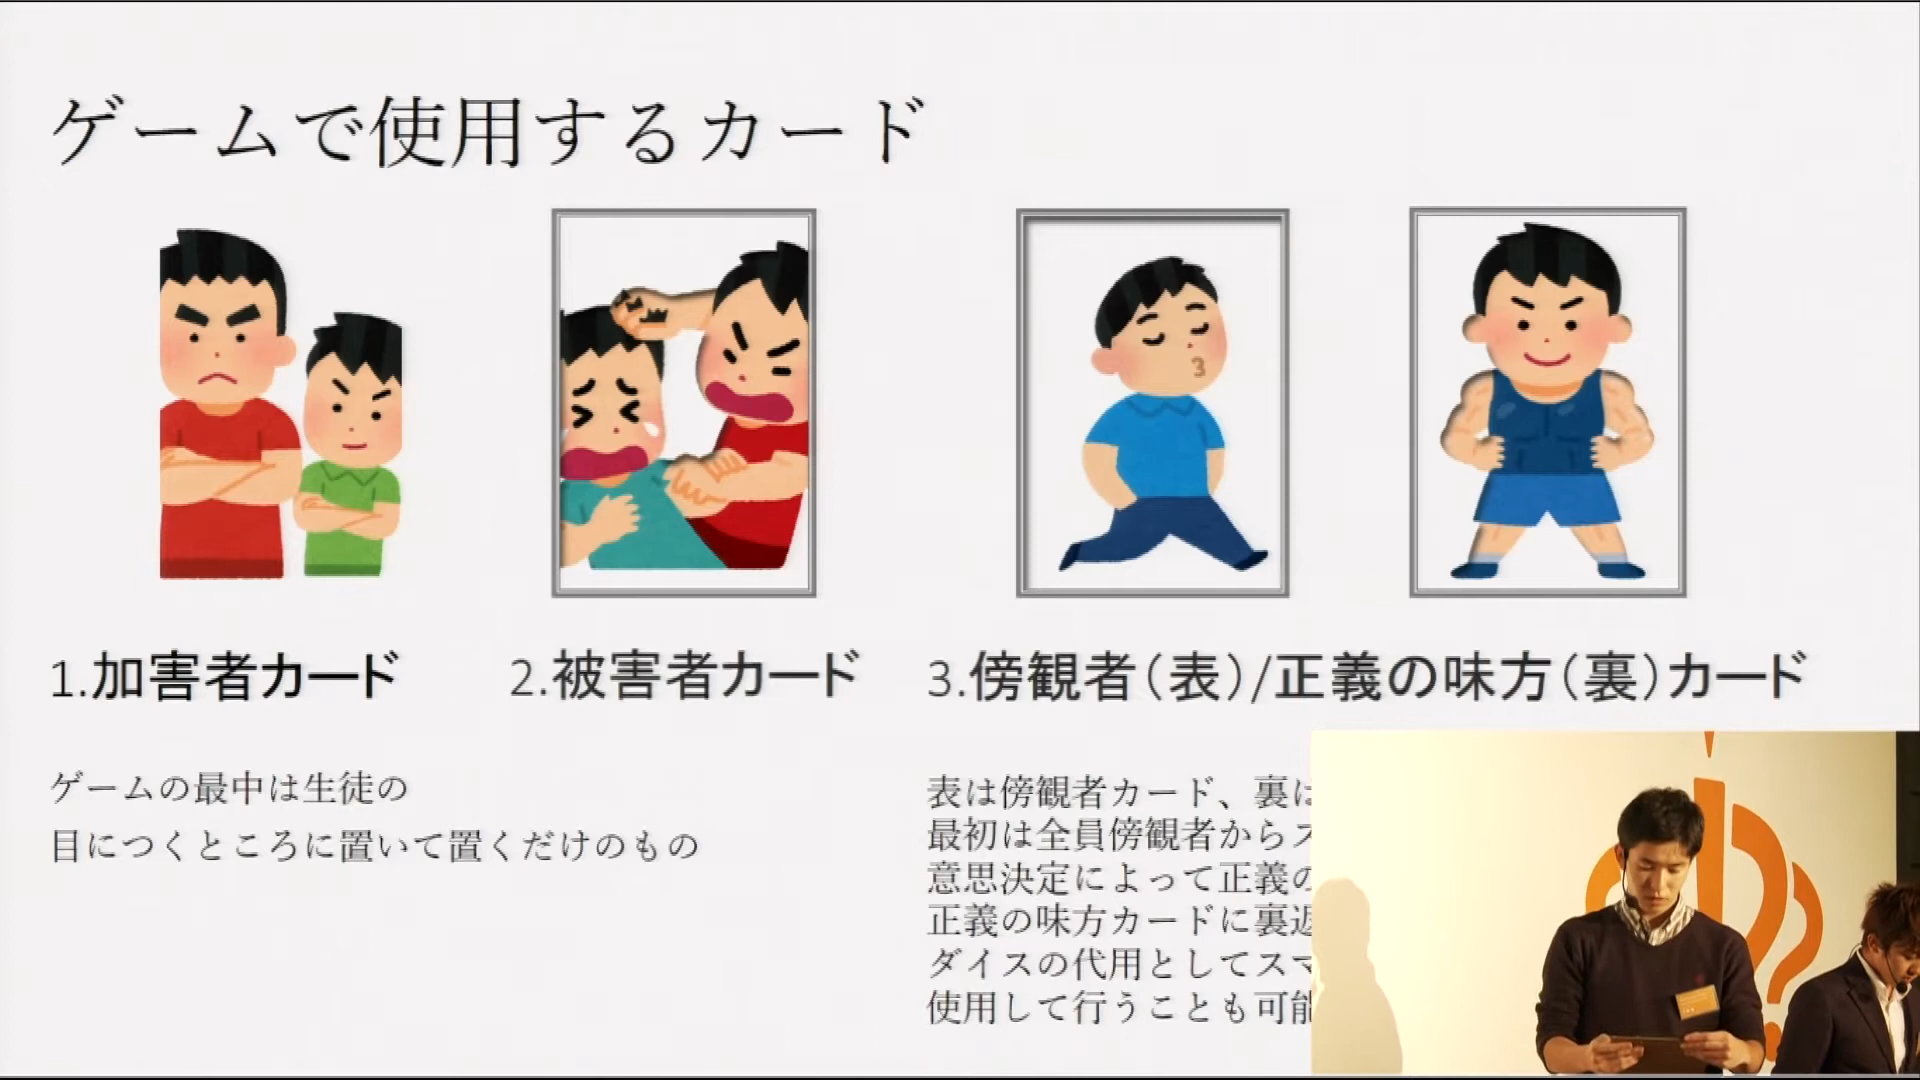 ゲームで使用するカード
1.加害者カード
2.被害者カード
3.傍観者（表）/正義の味方（裏）カード
ゲームの最中は生徒の
目につくところに置いて置くだけのもの
表は傍観者カード、裏は
最初は全員傍観者からス
意思決定によって正義の
正義の味方カードに裏返
ダイスの代用としてスマ
使用して行うことも可能